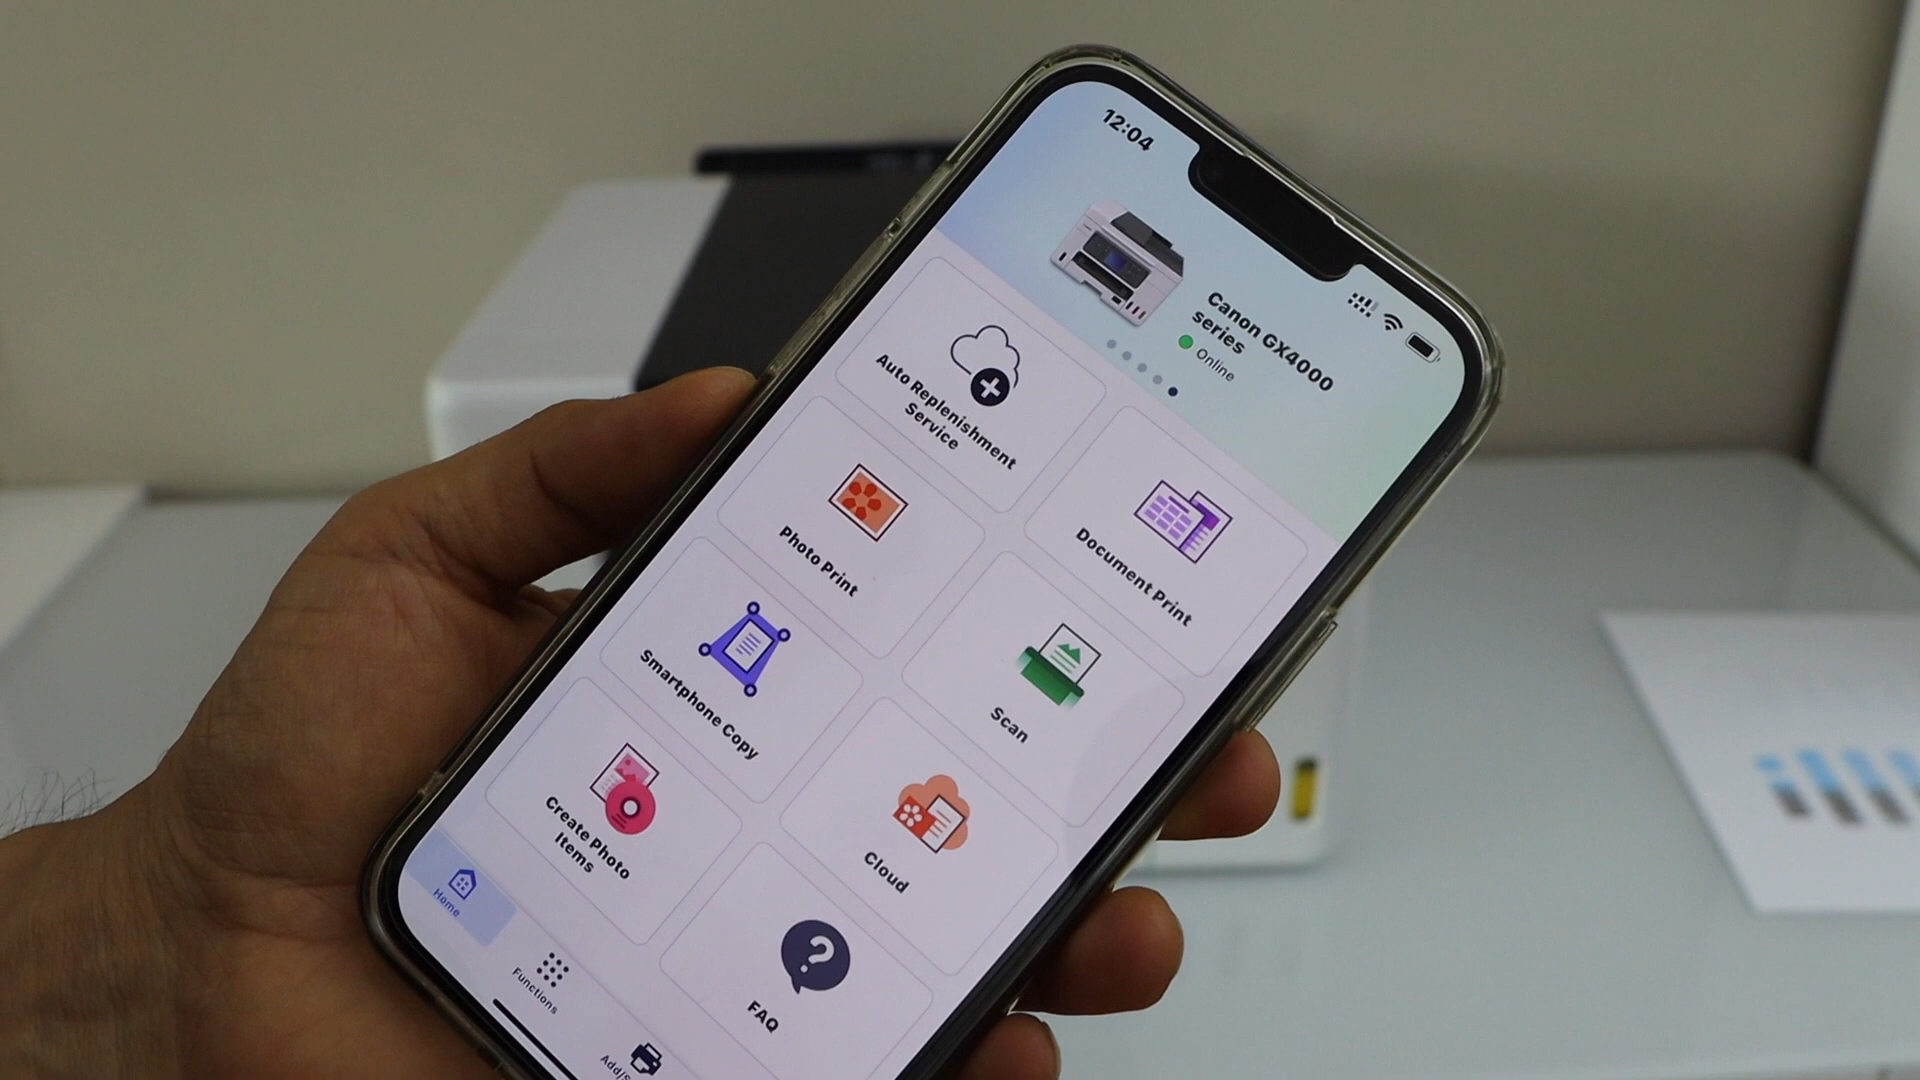 12:04
Canon GX4000
series
Online
Auto Replenishment
Service
Document Print
Photo Print
Scan
Smartphone Copy
Cloud
Create Photo
Items
FAQ
Home
Functions